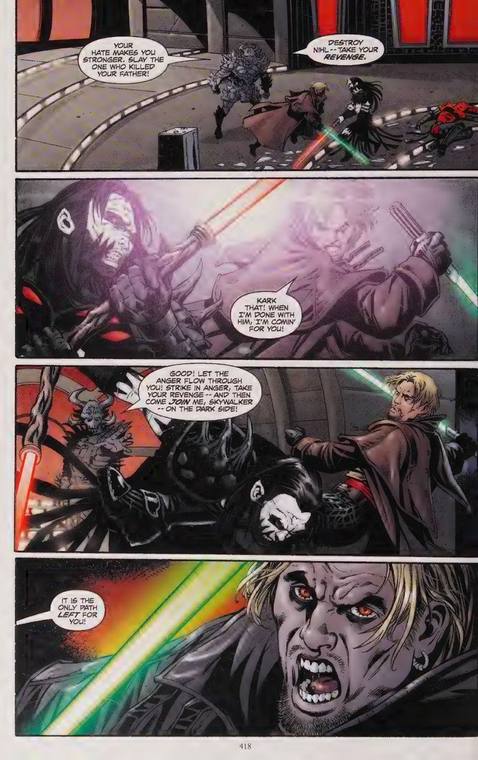 YOUR
HATE MAKES YOU
STRONGER. SLAY THE
ONE WHO KILLED
YOUR FATHER!
DESTROY
NIHL--TAKE YOUR
REVENGE.
KARK
THAT! WHEN
I'M DONE WITH
HIM, I'M COMIN'
FOR YOU!
GOOD! LET THE
ANGER FLOW THROUGH
YOU! STRIKE IN ANGER, TAKE
YOUR REVENGE--AND THEN
COME JOIN ME, SKYWALKER
--ON THE DARK SIDE!
IT IS THE
ONLY PATH
LEFT FOR
YOU!
418